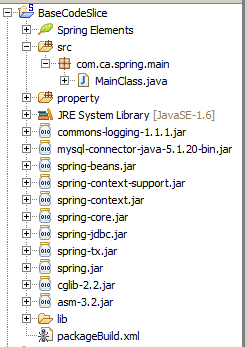 BaseCodeSlice
Spring Elements
src
com.ca.spring.main
MainClass.java
property
JRE System Library [JavaSE-1.6]
commons-logging-1.1.1.jar
mysql-connector-java-5.1.20-bin.jar
spring-beans.jar
spring-context-support.jar
spring-context.jar
spring-core.jar
spring-jdbc.jar
spring-tx.jar
spring.jar
cglib-2.2.jar
asm-3.2.jar
lib
packageBuild.xml